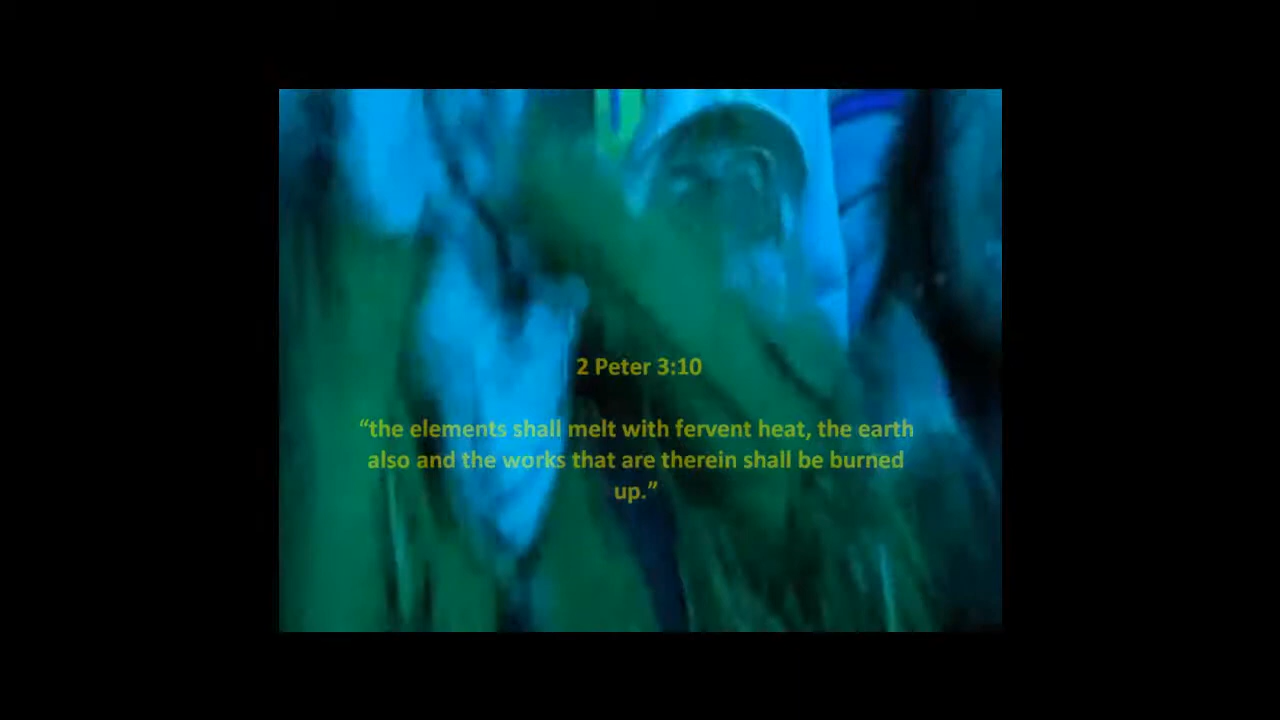 2 Peter 3:10
“the elements shall melt with fervent heat, the earth
also and the works that are therein shall be burned
up.”